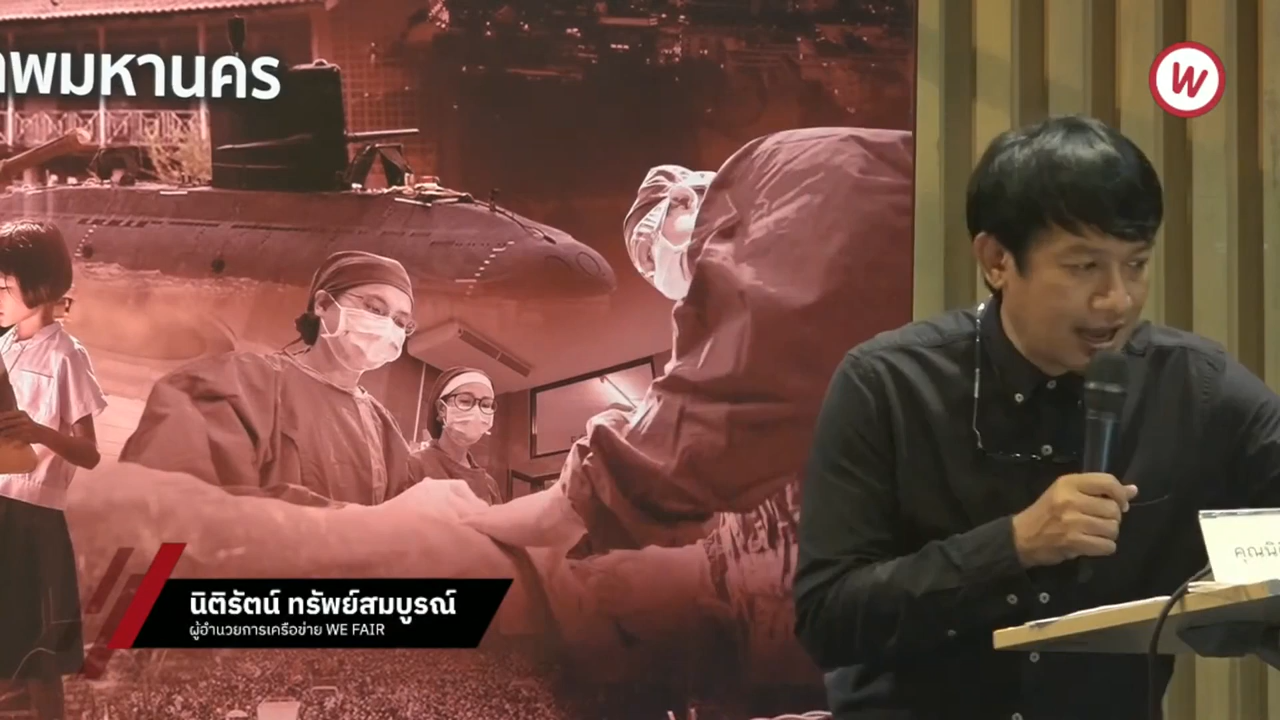 พมหานคร
W
นิติรัตน์ ทรัพย์สมบูรณ์
ผู้อำนวยการเครือข่าย WE FAIR